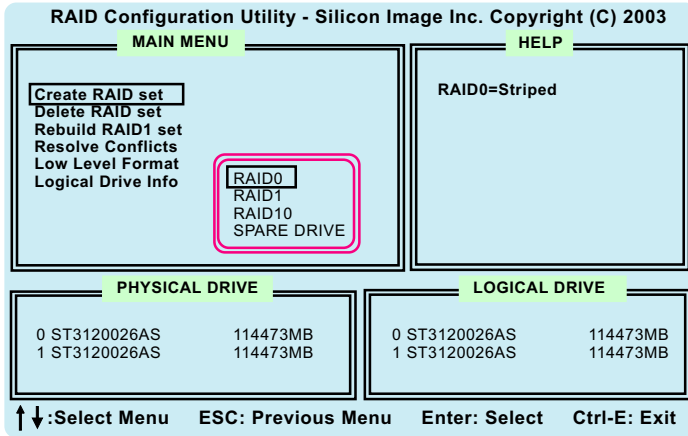 RAID Configuration Utility - Silicon Image Inc. Copyright (C) 2003
MAIN MENU
Create RAID set
Delete RAID set
Rebuild RAID1 set
Resolve Conflicts
Low Level Format
Logical Drive Info
RAID0
RAID1
RAID10
SPARE DRIVE
HELP
RAID0=Striped
PHYSICAL DRIVE
0 ST3120026AS 114473MB
1 ST3120026AS 114473MB
LOGICAL DRIVE
0 ST3120026AS 114473MB
1 ST3120026AS 114473MB
↑↓:Select Menu ESC: Previous Menu Enter: Select Ctrl-E: Exit